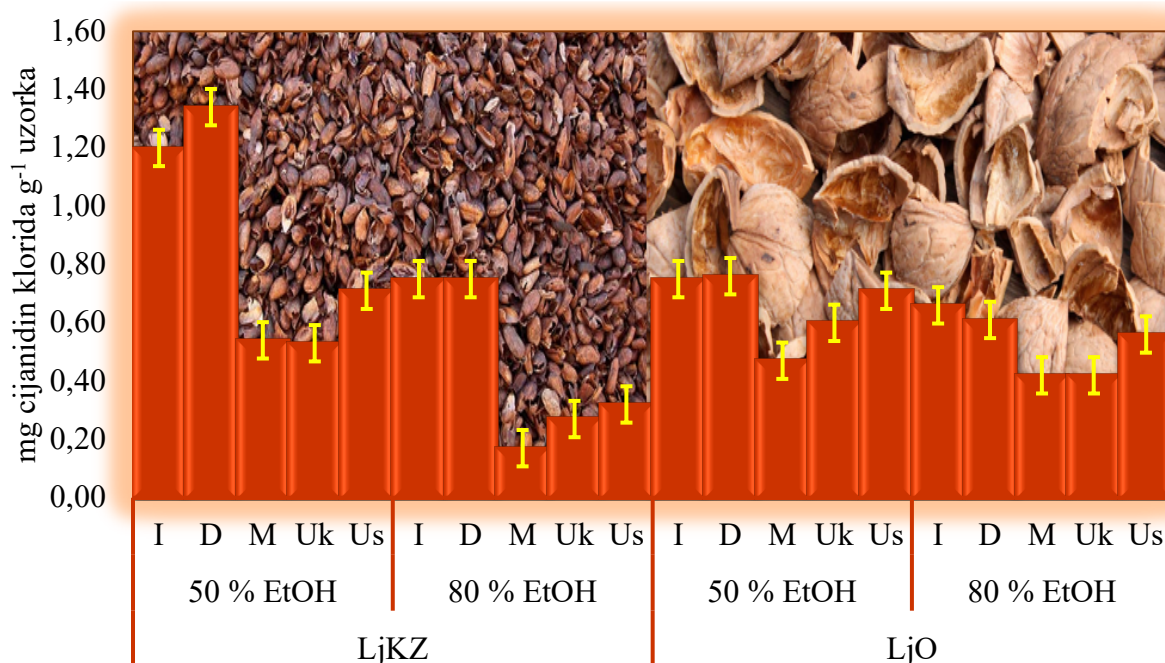 mg cijanidin klorida g⁻¹ uzorka
1,60
1,40
1,20
1,00
0,80
0,60
0,40
0,20
0,00
I D M Uk Us I D M Uk Us I D M Uk Us I D M Uk Us
50 % EtOH 80 % EtOH 50 % EtOH 80 % EtOH
LjKZ LjO